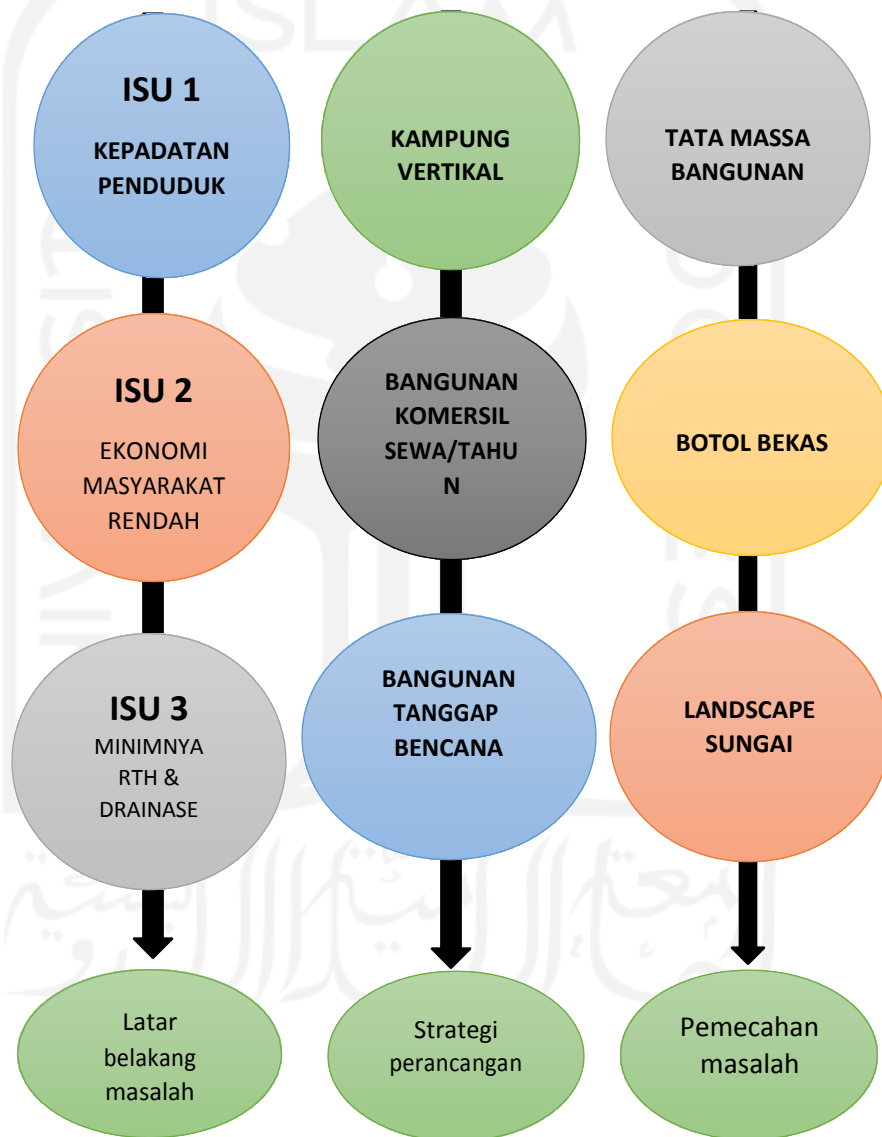 ISLAM
ISU 1
KEPADATAN
PENDUDUK
ISU 2
EKONOMI
MASYARAKAT
RENDAH
ISU 3
MINIMNYA
RTH &
DRAINASE
Latar
belakang
masalah
KAMPUNG
VERTIKAL
BANGUNAN
KOMERSIL
SEWA/TAHU
N
BANGUNAN
TANGGAP
BENCANA
Strategi
perancangan
TATA MASSA
BANGUNAN
BOTOL BEKAS
LANDSCAPE
SUNGAI
Pemecahan
masalah